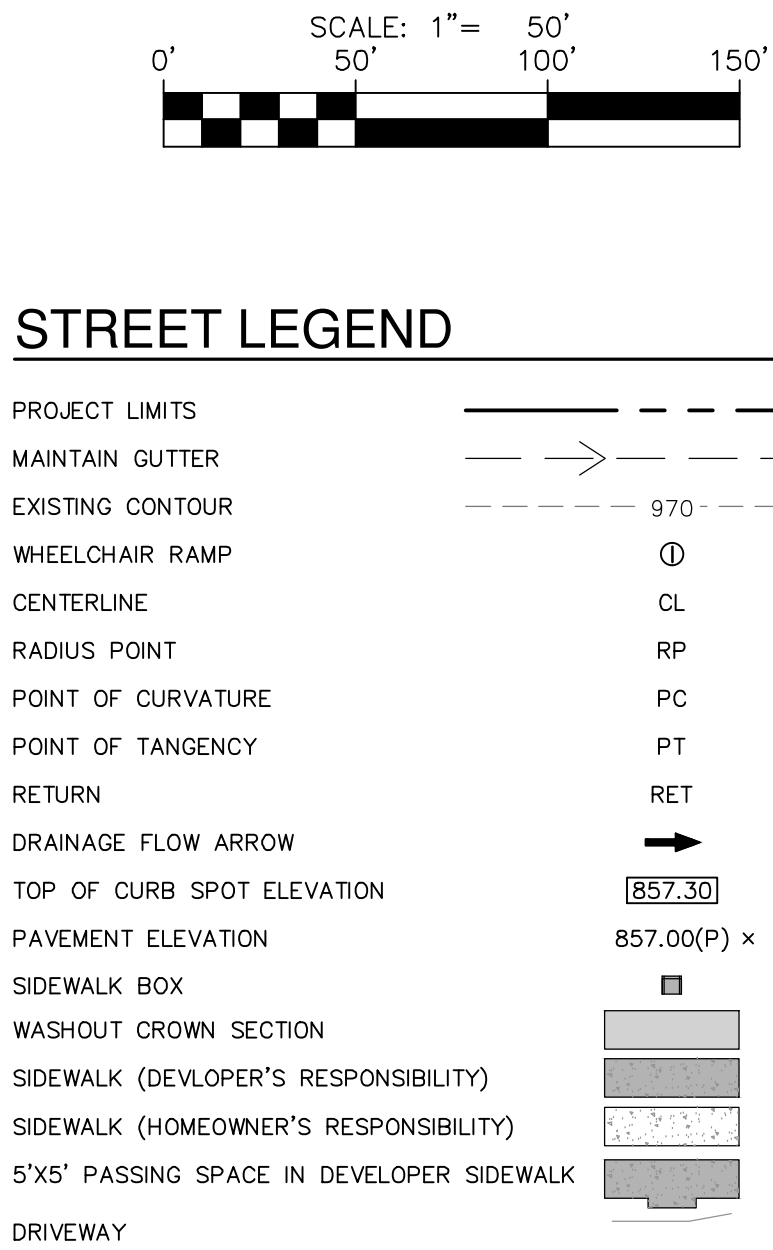 SCALE: 1"= 50'
0' 50' 100' 150'
STREET LEGEND
PROJECT LIMITS
MAINTAIN GUTTER
EXISTING CONTOUR 970
WHEELCHAIR RAMP
CENTERLINE CL
RADIUS POINT RP
POINT OF CURVATURE PC
POINT OF TANGENCY PT
RETURN RET
DRAINAGE FLOW ARROW
TOP OF CURB SPOT ELEVATION 857.30
PAVEMENT ELEVATION 857.00(P) ×
SIDEWALK BOX
WASHOUT CROWN SECTION
SIDEWALK (DEVLOPER'S RESPONSIBILITY)
SIDEWALK (HOMEOWNER'S RESPONSIBILITY)
5'X5' PASSING SPACE IN DEVELOPER SIDEWALK
DRIVEWAY